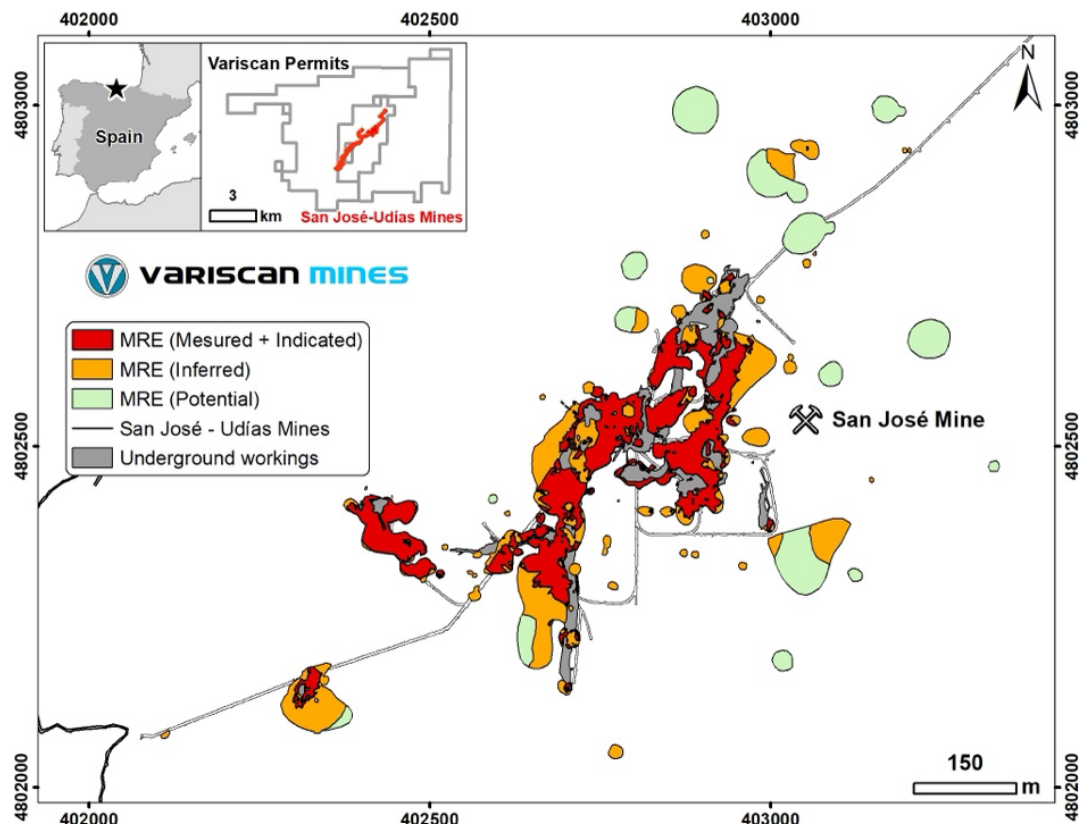 402000
402500
403000
4803000
4803000
Variscan Permits
Spain
3
km
San José-Udías Mines
N
V
VARISCAN MINES
MRE (Mesured + Indicated)
MRE (Inferred)
MRE (Potential)
San José - Udías Mines
Underground workings
San José Mine
4802500
4802500
150
m
4802000
4802000
402000
402500
403000